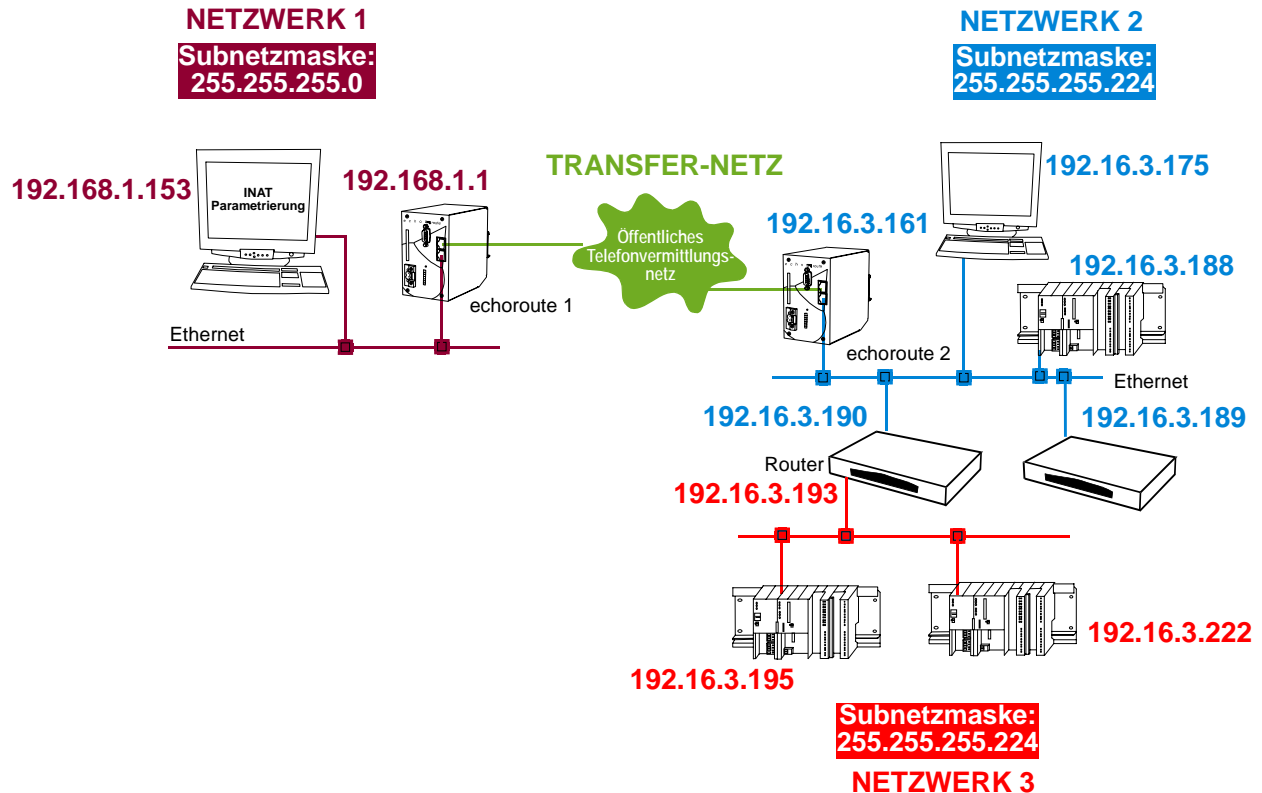 NETZWERK 1
Subnetzmaske:
255.255.255.0
NETZWERK 2
Subnetzmaske:
255.255.255.224
192.168.1.153
INAT
Parametrierung
192.168.1.1
echoroute 1
Ethernet
TRANSFER-NETZ
Öffentliches
Telefonvermittlungs-
netz
192.16.3.161
echoroute 2
192.16.3.175
192.16.3.188
Ethernet
192.16.3.190
192.16.3.189
Router
192.16.3.193
192.16.3.195
192.16.3.222
Subnetzmaske:
255.255.255.224
NETZWERK 3